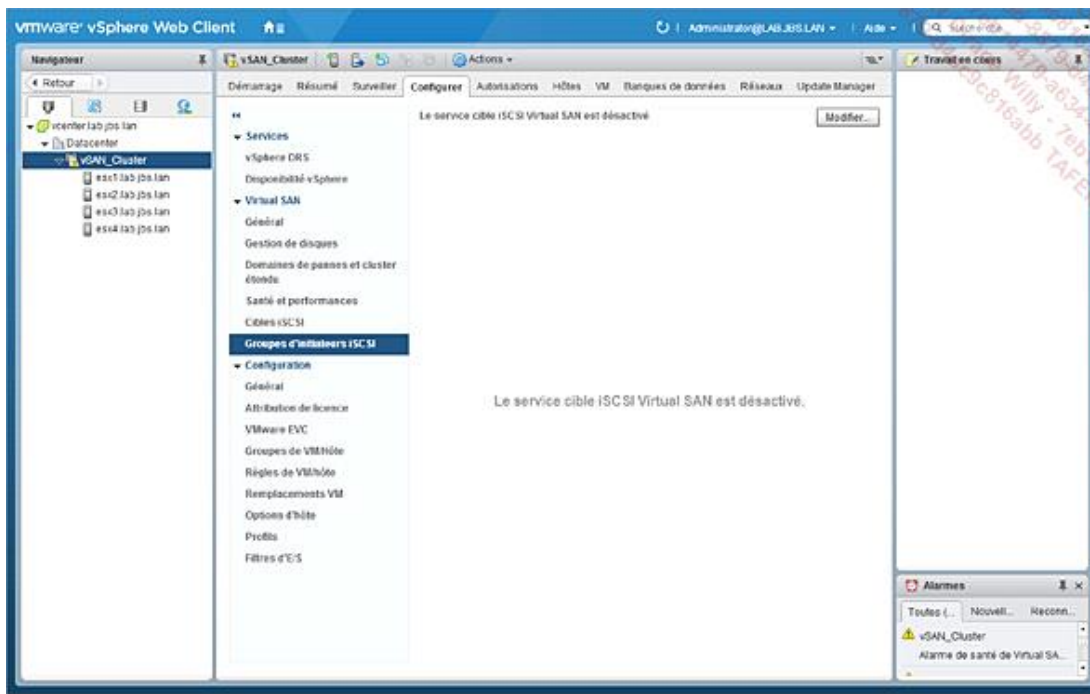 vmware® vSphere Web Client
Administrator@LAB.JBS.LAN
Aide
Navigateur
Retour
vcenter.lab.jbs.lan
Datacenter
vSAN_Cluster
esx1.lab.jbs.lan
esx2.lab.jbs.lan
esx3.lab.jbs.lan
esx4.lab.jbs.lan
vSAN_Cluster
Actions
Démarrage Résumé Surveiller Configurer Autorisations Hôtes VM Banques de données Réseaux Update Manager
Services
vSphere DRS
Disponibilité vSphere
Virtual SAN
Général
Gestion de disques
Domaines de pannes et cluster
étendu
Santé et performances
Cibles iSCSI
Groupes d'initiateurs iSCSI
Configuration
Général
Attribution de licence
VMware EVC
Groupes de VM/Hôte
Règles de VM/hôte
Remplacements VM
Options d'hôte
Profils
Filtres d'E/S
Le service cible iSCSI Virtual SAN est désactivé
Modifier...
Le service cible iSCSI Virtual SAN est désactivé.
Travail en cours
Alarmes
Toutes (... Nouvell... Reconn...
vSAN_Cluster
Alarme de santé de Virtual SA...